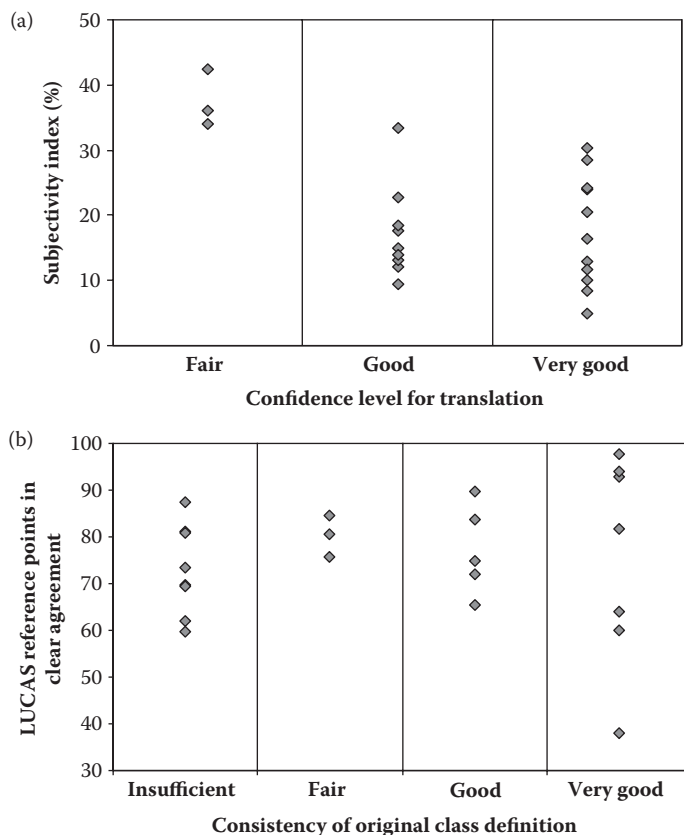 (a)
50
40
30
20
10
0
Subjectivity index (%)
Fair Good Very good
Confidence level for translation
(b)
100
90
80
70
60
50
40
30
LUCAS reference points in
clear agreement
Insufficient Fair Good Very good
Consistency of original class definition